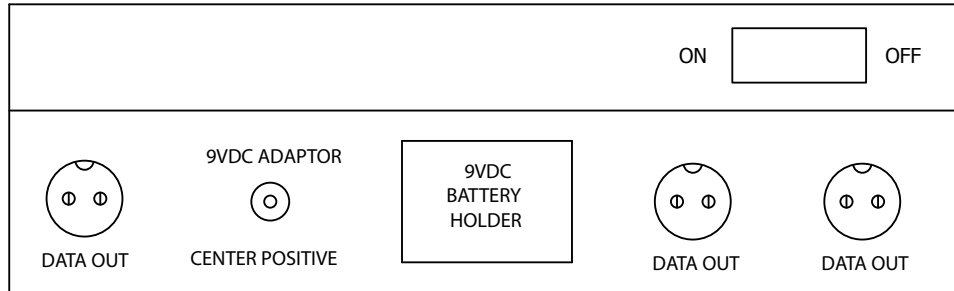 ON
OFF
9VDC ADAPTOR
CENTER POSITIVE
9VDC
BATTERY
HOLDER
DATA OUT
DATA OUT
DATA OUT